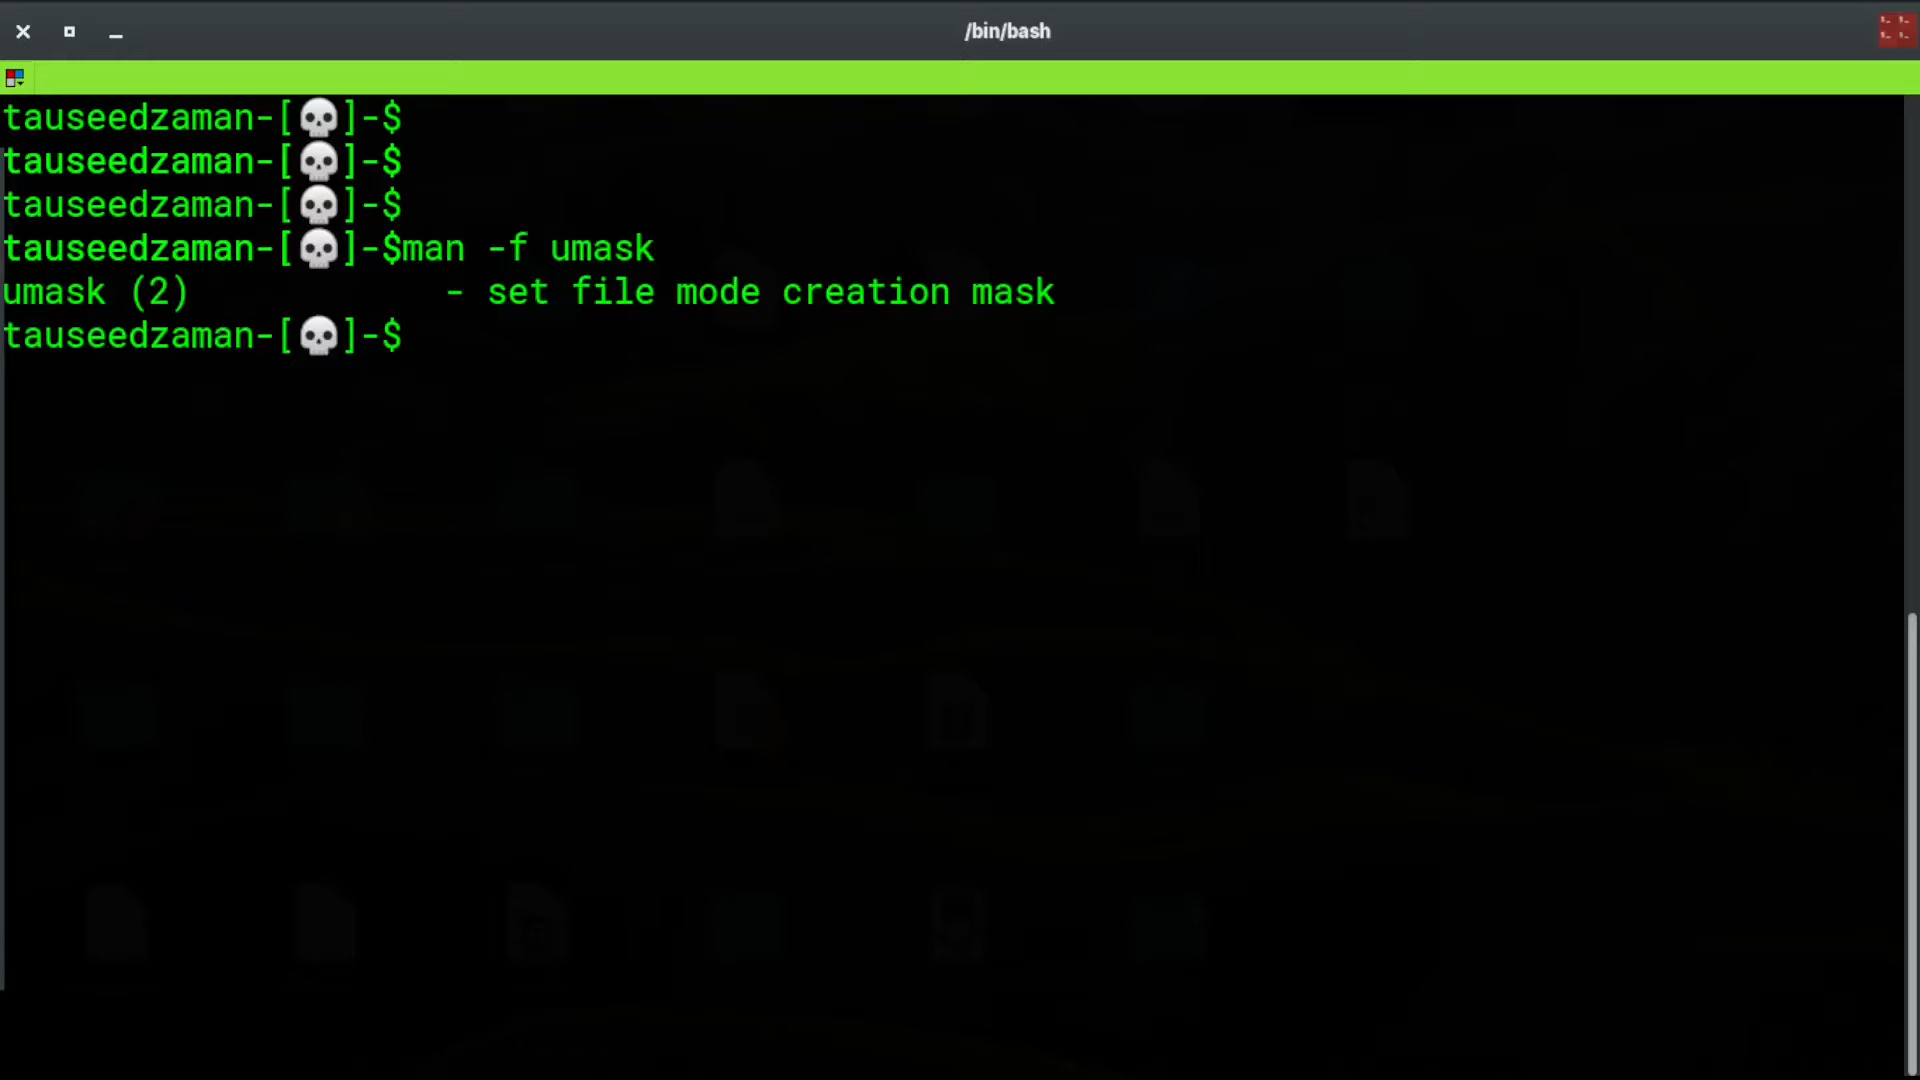 /bin/bash
tauseedzaman-[💀]-$
tauseedzaman-[💀]-$
tauseedzaman-[💀]-$
tauseedzaman-[💀]-$man -f umask
umask (2)            - set file mode creation mask
tauseedzaman-[💀]-$